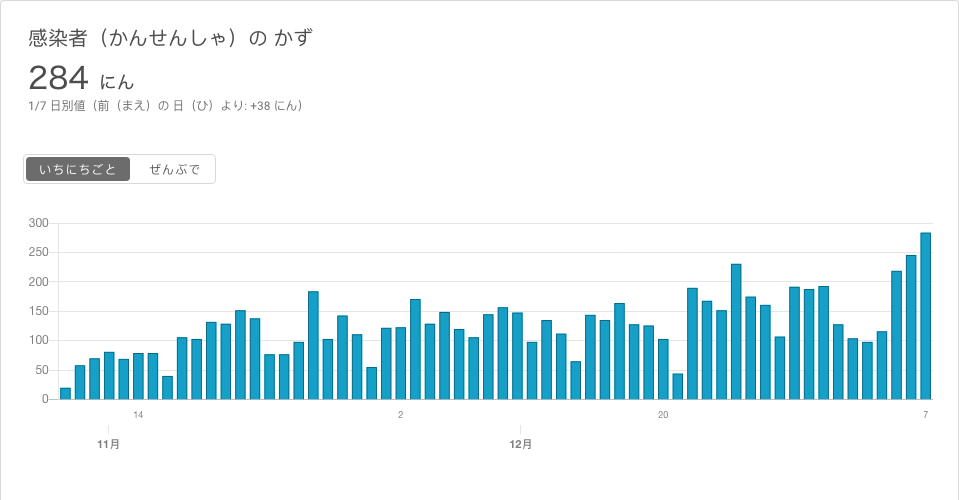 感染者（かんせんしゃ）の かず
284 にん
1/7 日別値（前（まえ）の 日（ひ）より: +38 にん）
いちにちごと ぜんぶで
300
250
200
150
100
50
0
14 2 20 7
11月 12月